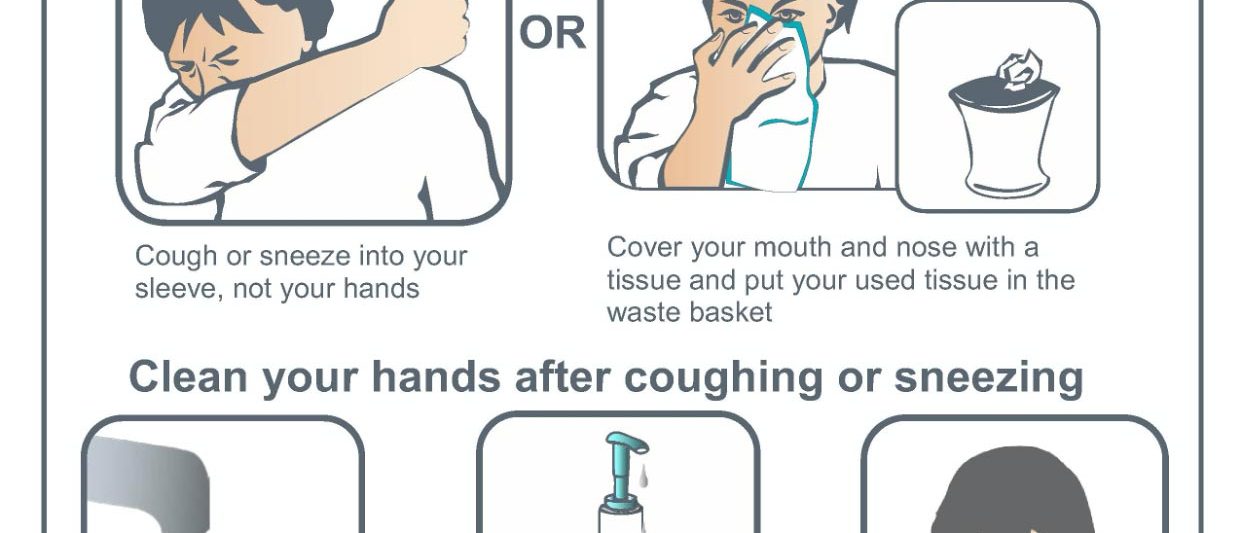 OR
Cough or sneeze into your
sleeve, not your hands
Cover your mouth and nose with a
tissue and put your used tissue in the
waste basket
Clean your hands after coughing or sneezing